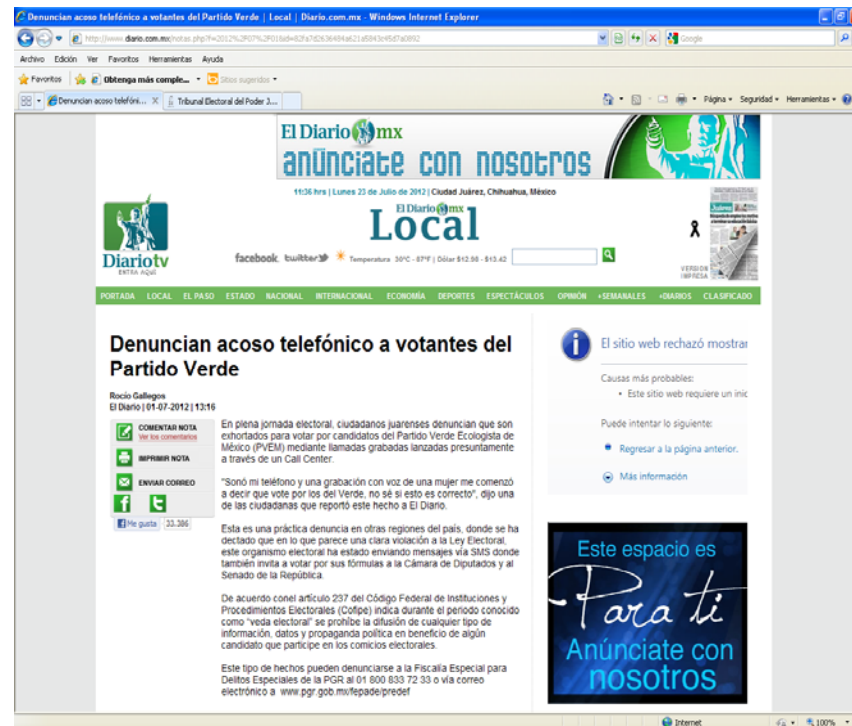 Denuncian acoso telefónico a votantes del Partido Verde | Local | Diario.com.mx - Windows Internet Explorer
Google
Archivo Edición Ver Favoritos Herramientas Ayuda
Favoritos Obtenga más comple... Sitios sugeridos
Denuncian acoso telefóni... X Tribunal Electoral del Poder J...
Página Seguridad Herramientas
El Diario mx
anúnciate con nosotros
11:36 hrs | Lunes 23 de Julio de 2012 | Ciudad Juárez, Chihuahua, México
El Diario mx
Local
Diariotv
ENTRA AQUÍ
facebook twitter Temperatura 30°C - 87°F | Dólar $12.98 - $13.42
VERSION
IMPRESA
PORTADA LOCAL EL PASO ESTADO NACIONAL INTERNACIONAL ECONOMÍA DEPORTES ESPECTÁCULOS OPINIÓN +SEMANALES +DIARIOS CLASIFICADO
Denuncian acoso telefónico a votantes del
Partido Verde
Rocío Gallegos
El Diario | 01-07-2012 | 13:16
COMENTAR NOTA
Ver los comentarios
IMPRIMIR NOTA
ENVIAR CORREO
Me gusta 33.386
En plena jornada electoral, ciudadanos juarenses denuncian que son
exhortados para votar por candidatos del Partido Verde Ecologista de
México (PVEM) mediante llamadas grabadas lanzadas presuntamente
a través de un Call Center.
"Sonó mi teléfono y una grabación con voz de una mujer me comenzó
a decir que vote por los del Verde, no sé si esto es correcto", dijo una
de las ciudadanas que reportó este hecho a El Diario.
Esta es una práctica denuncia en otras regiones del país, donde se ha
dectado que en lo que parece una clara violación a la Ley Electoral,
este organismo electoral ha estado enviando mensajes vía SMS donde
también invita a votar por sus fórmulas a la Cámara de Diputados y al
Senado de la República.
De acuerdo conel artículo 237 del Código Federal de Instituciones y
Procedimientos Electorales (Cofipe) indica durante el periodo conocido
como "veda electoral" se prohíbe la difusión de cualquier tipo de
información, datos y propaganda política en beneficio de algún
candidato que participe en los comicios electorales.
Este tipo de hechos pueden denunciarse a la Fiscalía Especial para
Delitos Especiales de la PGR al 01 800 833 72 33 o vía correo
electrónico a www.pgr.gob.mx/fepade/predef
El sitio web rechazó mostrar
Causas más probables:
• Este sitio web requiere un inic
Puede intentar lo siguiente:
Regresar a la página anterior.
Más información
Este espacio es
Para ti
Anúnciate con
nosotros
Internet
100%